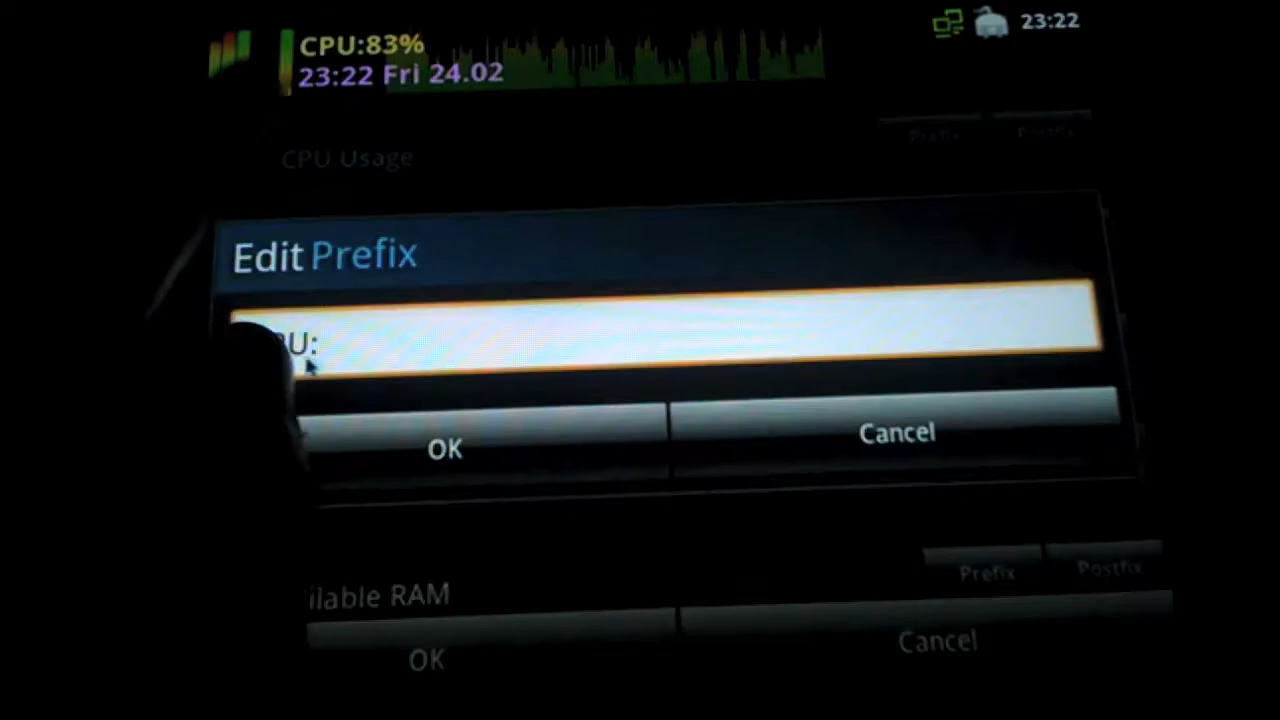 CPU:83%
23:22 Fri 24.02
23:22
Prefix
Postfix
CPU Usage
Edit Prefix
PU:
OK
Cancel
Prefix
Postfix
ilable RAM
OK
Cancel